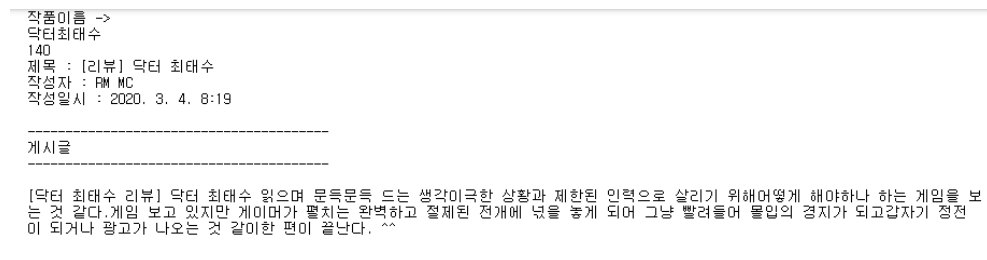 작품이름 ->
닥터최태수
140
제목 : [리뷰] 닥터 최태수
작성자 : RM MC
작성일시 : 2020. 3. 4. 8:19
----------------------------------------
게시글
----------------------------------------
[닥터 최태수 리뷰] 닥터 최태수 읽으며 문득문득 드는 생각이극한 상황과 제한된 인력으로 살리기 위해어떻게 해야하나 하는 게임을 보
는 것 같다.게임 보고 있지만 게이머가 펼치는 완벽하고 절제된 전개에 넋을 놓게 되어 그냥 빨려들어 몰입의 경지가 되고갑자기 정전
이 되거나 광고가 나오는 것 같이한 편이 끝난다. ^^